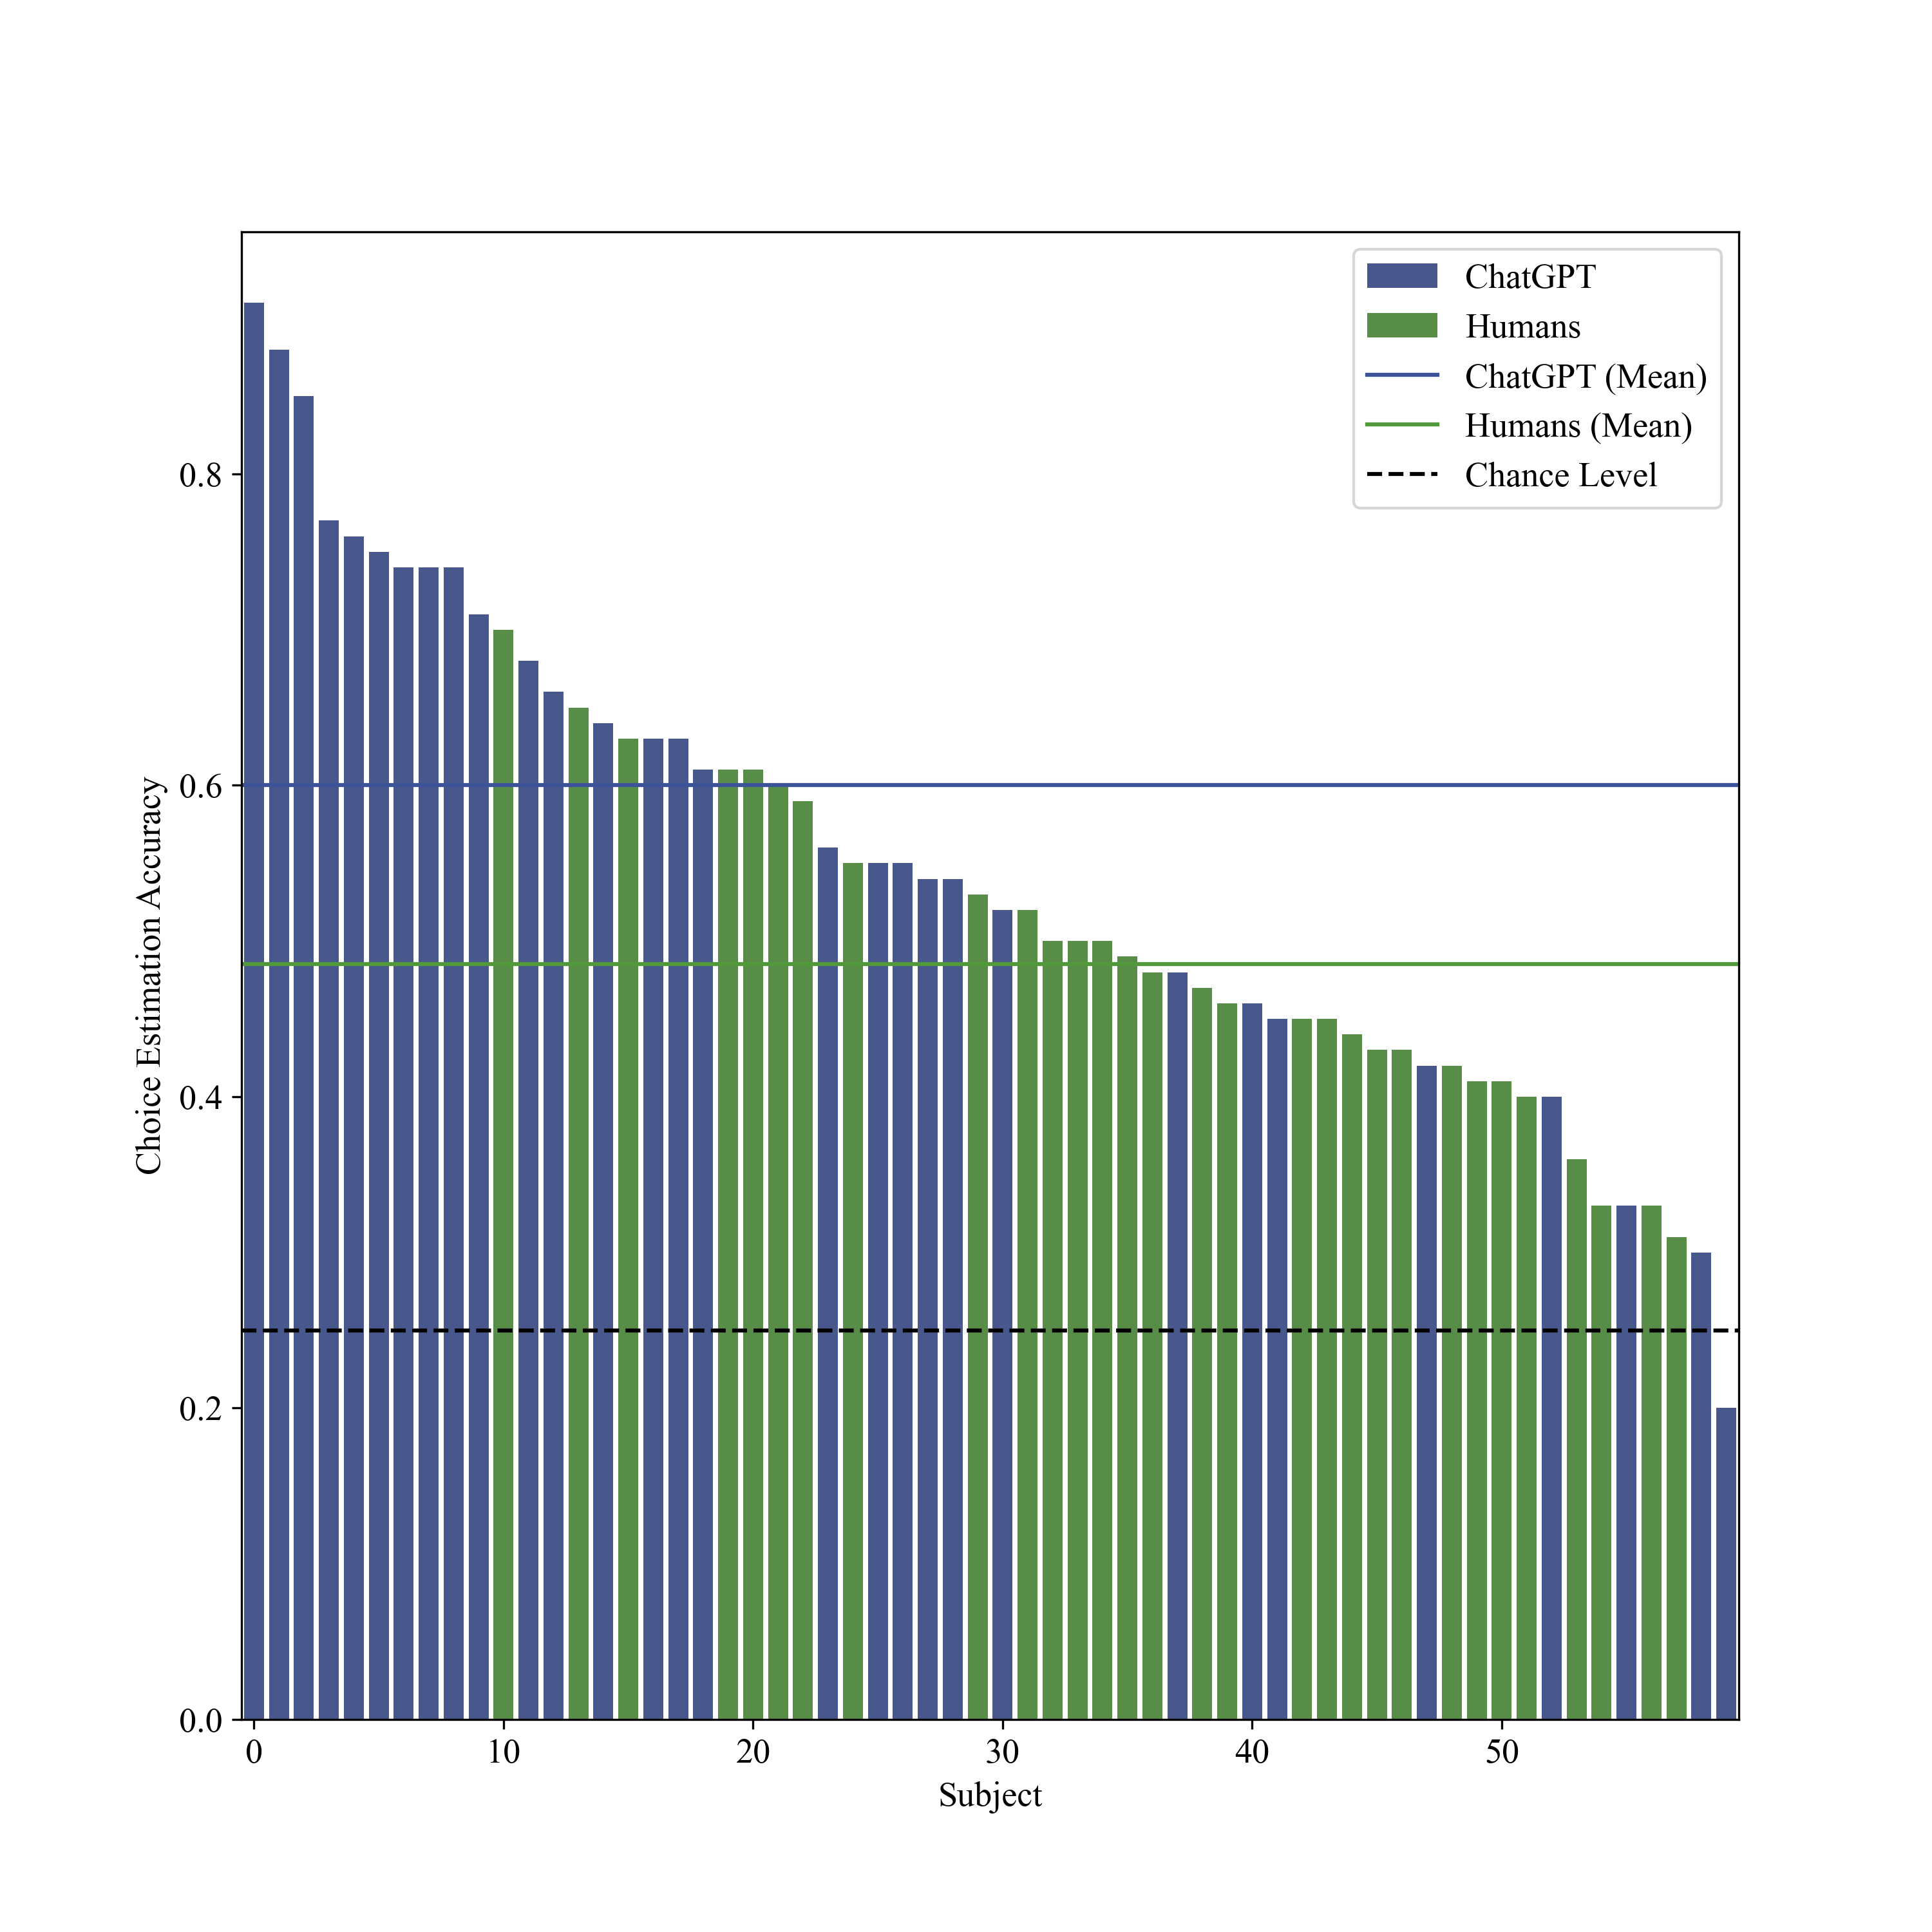 ChatGPT
Humans
ChatGPT (Mean)
Humans (Mean)
Chance Level
Choice Estimation Accuracy
0.8
0.6
0.4
0.2
0.0
0 10 20 30 40 50
Subject